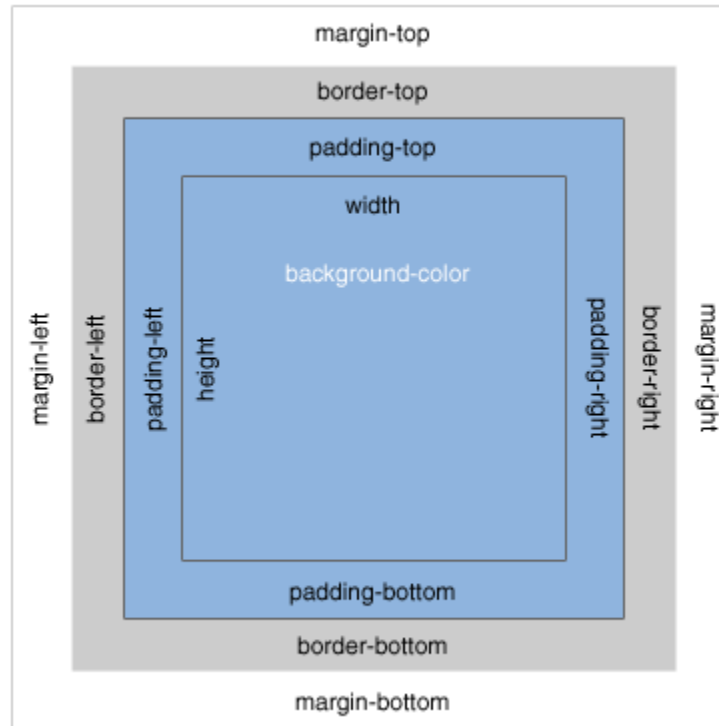 margin-top
border-top
padding-top
width
background-color
margin-left
border-left
padding-left
height
padding-right
border-right
margin-right
padding-bottom
border-bottom
margin-bottom